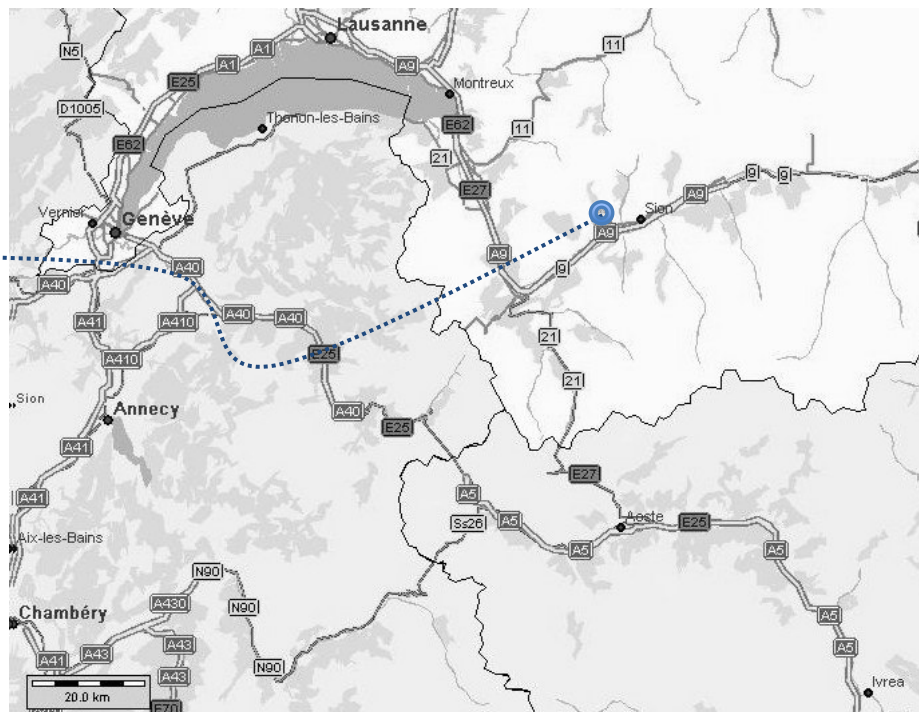 Lausanne
11
A1
A1
N5
A9
E25
Montreux
D1005
Thonon-les-Bains
E62
11
E62
21
9
9
E27
A9
Vernier
Genève
Sion
A9
A9
A40
9
A40
A40
A40
A41
A410
21
E25
A410
21
Sion
A40
Annecy
E25
A41
E27
A41
A5
Ss26
A5
Aoste
E25
Aix-les-Bains
A5
A5
N90
A430
N90
Chambéry
A5
A43
A43
A41
N90
A43
A5
20.0 km
E70
Ivrea